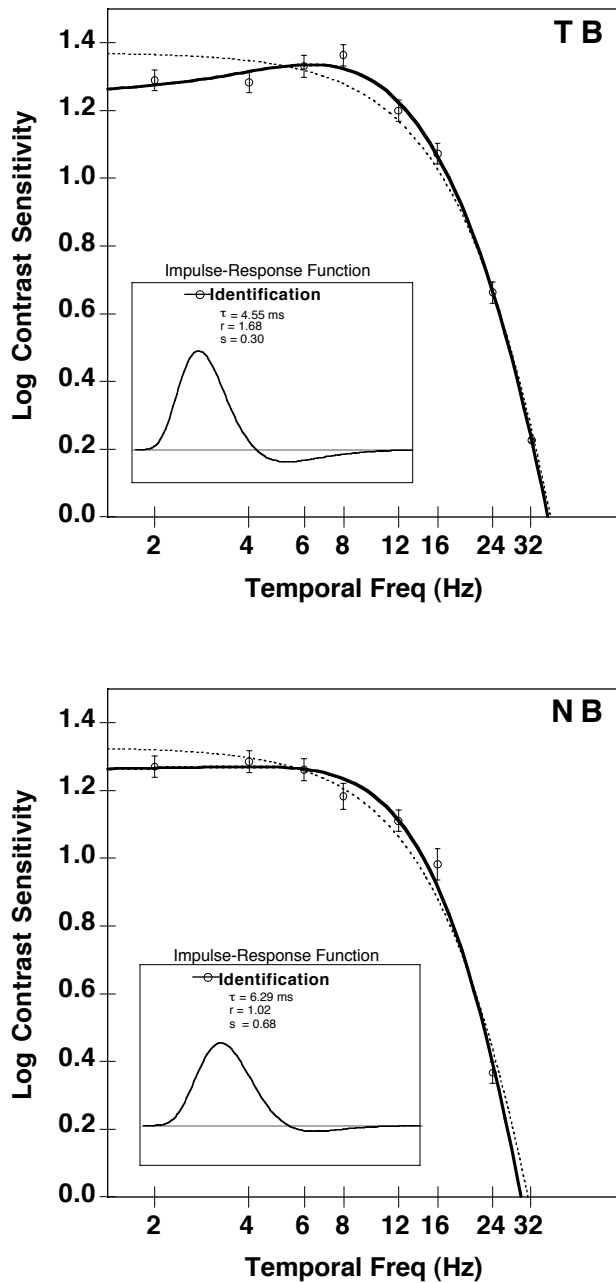 T B
1.4
1.2
1.0
0.8
0.6
0.4
0.2
0.0
Log Contrast Sensitivity
Impulse-Response Function
Identification
τ = 4.55 ms
r = 1.68
s = 0.30
2 4 6 8 12 16 24 32
Temporal Freq (Hz)
N B
1.4
1.2
1.0
0.8
0.6
0.4
0.2
0.0
Log Contrast Sensitivity
Impulse-Response Function
Identification
τ = 6.29 ms
r = 1.02
s = 0.68
2 4 6 8 12 16 24 32
Temporal Freq (Hz)